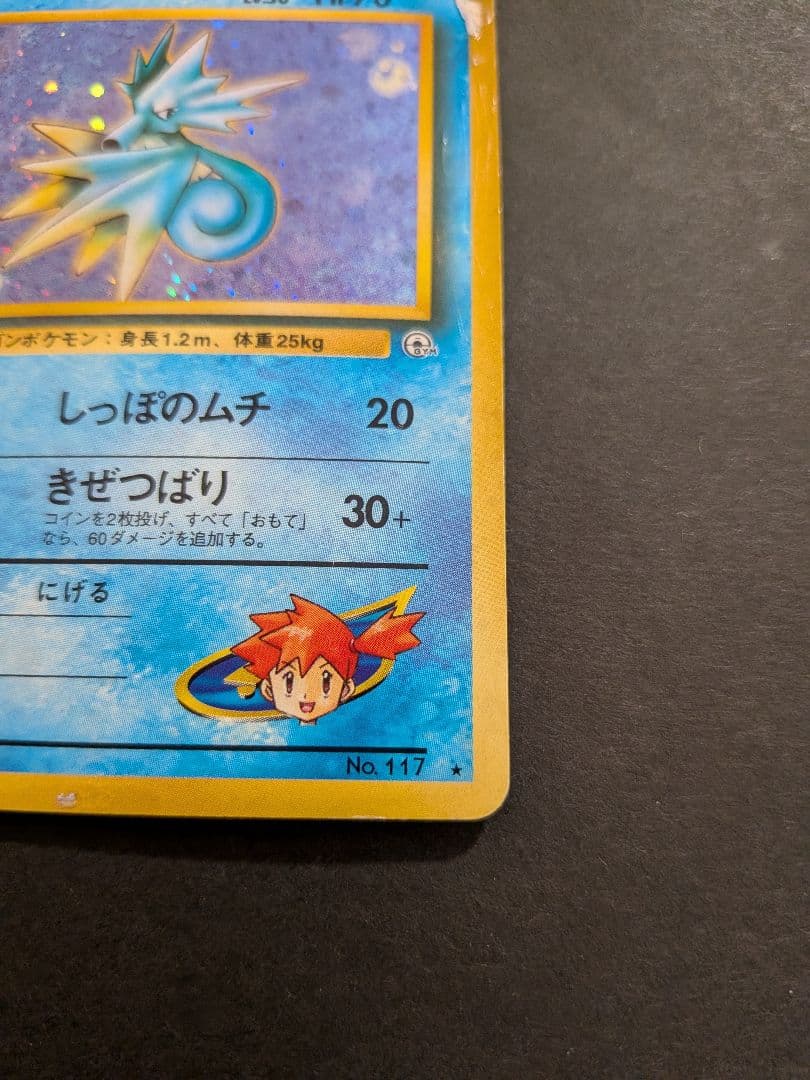 ンポケモン：身長1.2m、体重25kg
GYM
しっぽのムチ 20
きぜつばり 30+
コインを2枚投げ、すべて「おもて」
なら、60ダメージを追加する。
にげる
No. 117 ★